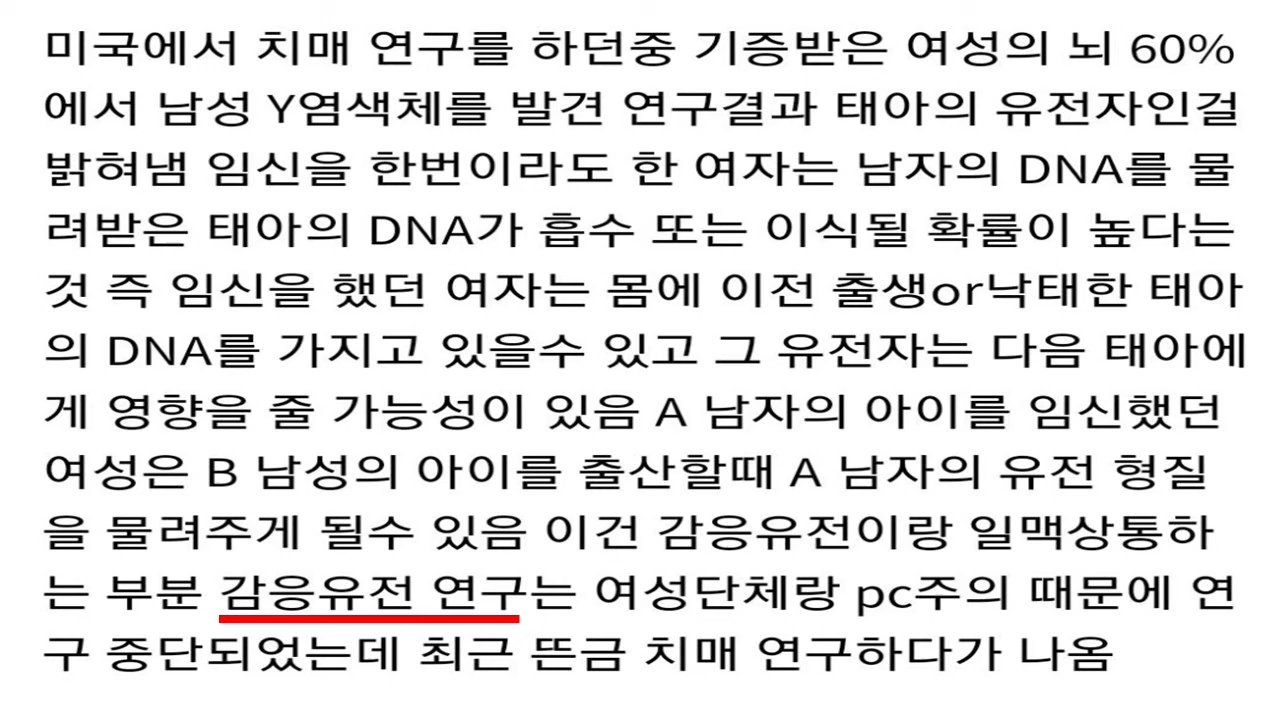 미국에서 치매 연구를 하던중 기증받은 여성의 뇌 60%
에서 남성 Y염색체를 발견 연구결과 태아의 유전자인걸
밝혀냄 임신을 한번이라도 한 여자는 남자의 DNA를 물
려받은 태아의 DNA가 흡수 또는 이식될 확률이 높다는
것 즉 임신을 했던 여자는 몸에 이전 출생or낙태한 태아
의 DNA를 가지고 있을수 있고 그 유전자는 다음 태아에
게 영향을 줄 가능성이 있음 A 남자의 아이를 임신했던
여성은 B 남성의 아이를 출산할때 A 남자의 유전 형질
을 물려주게 될수 있음 이건 감응유전이랑 일맥상통하
는 부분 감응유전 연구는 여성단체랑 pc주의 때문에 연
구 중단되었는데 최근 뜬금 치매 연구하다가 나옴